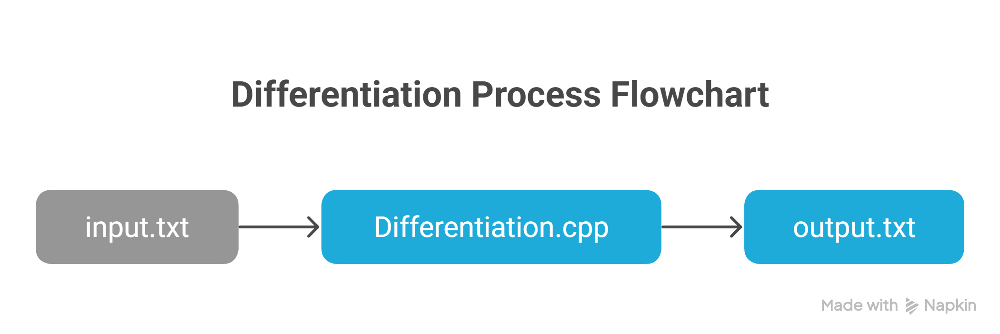 Differentiation Process Flowchart
input.txt
Differentiation.cpp
output.txt
Made with Napkin